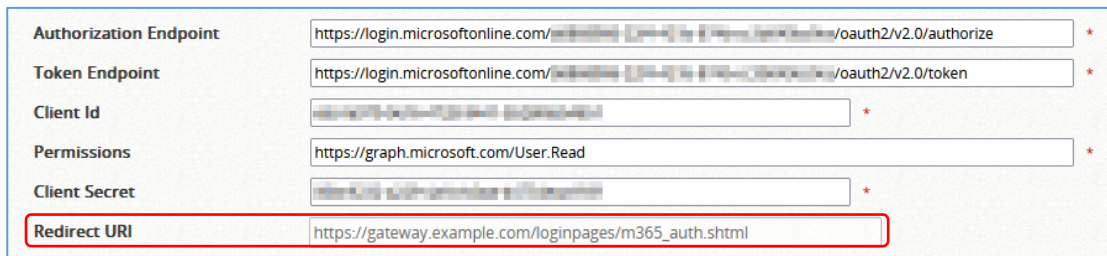 Authorization Endpoint https://login.microsoftonline.com/ /oauth2/v2.0/authorize *
Token Endpoint https://login.microsoftonline.com/ /oauth2/v2.0/token *
Client Id *
Permissions https://graph.microsoft.com/User.Read *
Client Secret *
Redirect URI https://gateway.example.com/loginpages/m365_auth.shtml